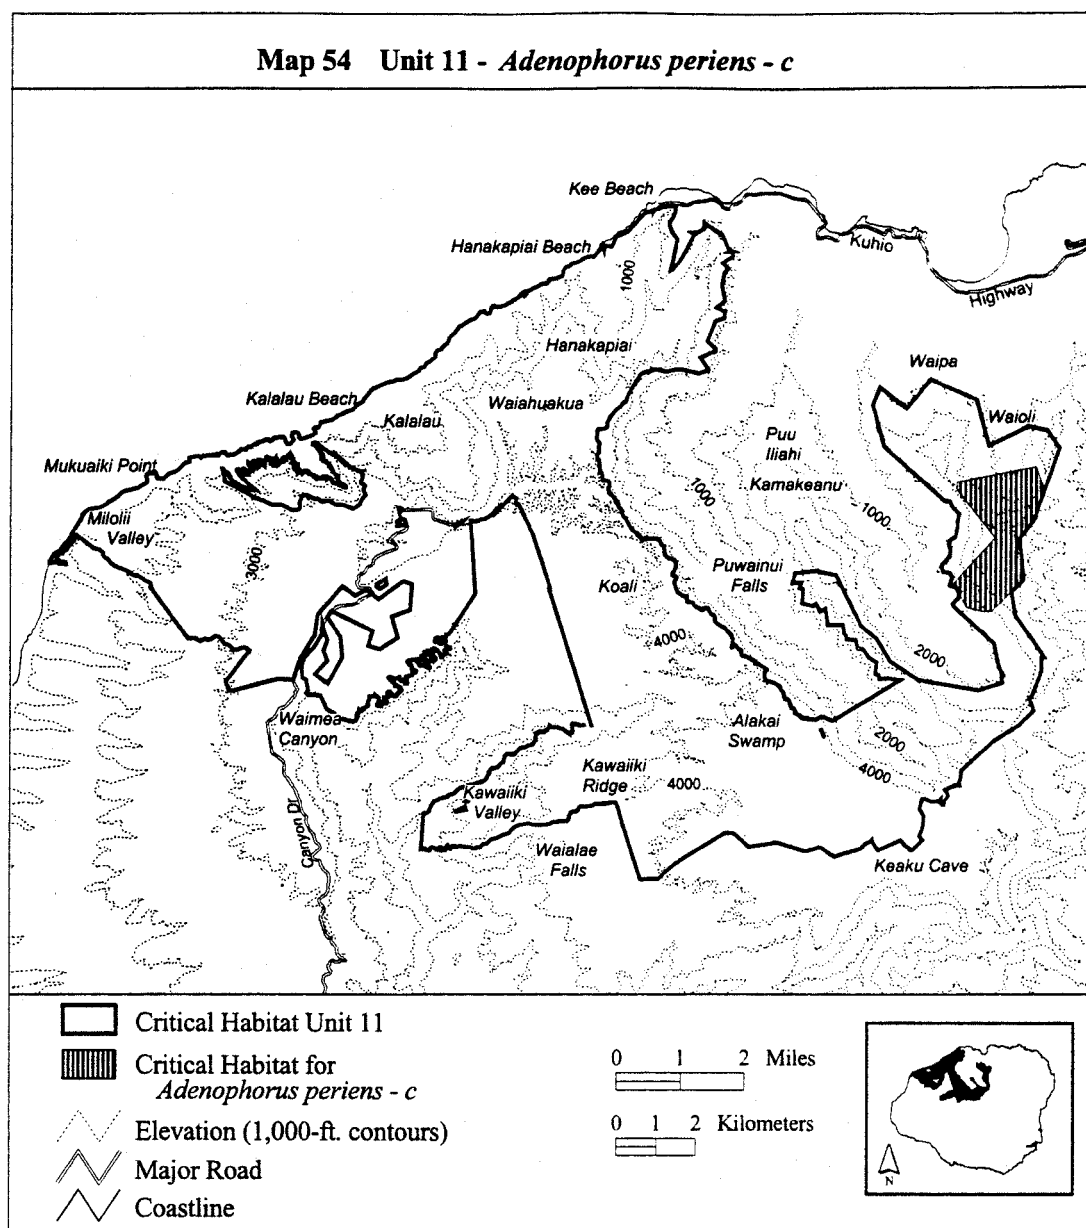 Map 54 Unit 11 - Adenophorus periens - c
Kee Beach
Hanakapiai Beach
Kuhio
1000
Highway
Hanakapiai
Waipa
Kalalau Beach
Waiahuakua
Waioli
Kalalau
Puu
Iliahi
Mukuaiki Point
Kamakeanu
1000
1000
Milolii
Valley
3000
Puwainui
Falls
Koali
4000
2000
Waimea
Canyon
Alakai
Swamp
2000
4000
Kawaiiki
Ridge
4000
Kawaiiki
Valley
Canyon Dr
Waialae
Falls
Keaku Cave
Critical Habitat Unit 11
Critical Habitat for
Adenophorus periens - c
Elevation (1,000-ft. contours)
Major Road
Coastline
0 1 2 Miles
0 1 2 Kilometers
N